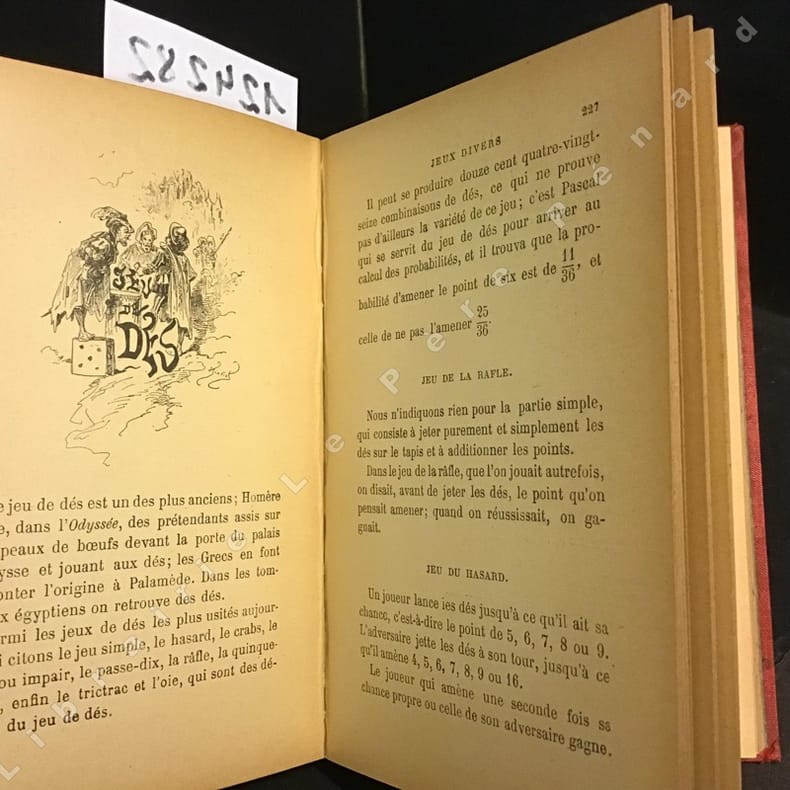 124282
JEU
DE
DÉS
e jeu de dés est un des plus anciens; Homère
e, dans l'Odyssée, des prétendants assis sur
peaux de bœufs devant la porte du palais
ysse et jouant aux dés; les Grecs en font
onter l'origine à Palamède. Dans les tom-
x égyptiens on retrouve des dés.
rmi les jeux de dés les plus usités aujour-
i citons le jeu simple, le hasard, le crabs, le
ou impair, le passe-dix, la râfle, la quinque-
, enfin le trictrac et l'oie, qui sont des dé-
du jeu de dés.
JEUX DIVERS 227
Il peut se produire douze cent quatre-vingt-
seize combinaisons de dés, ce qui ne prouve
pas d'ailleurs la variété de ce jeu; c'est Pascal
qui se servit du jeu de dés pour arriver au
calcul des probabilités, et il trouva que la pro-
babilité d'amener le point de six est de 11/36, et
celle de ne pas l'amener 25/36.
JEU DE LA RAFLE.
Nous n'indiquons rien pour la partie simple,
qui consiste à jeter purement et simplement les
dés sur le tapis et à additionner les points.
Dans le jeu de la râfle, que l'on jouait autrefois,
on disait, avant de jeter les dés, le point qu'on
pensait amener; quand on réussissait, on ga-
gnait.
JEU DU HASARD.
Un joueur lance les dés jusqu'à ce qu'il ait sa
chance, c'est-à-dire le point de 5, 6, 7, 8 ou 9.
L'adversaire jette les dés à son tour, jusqu'à ce
qu'il amène 4, 5, 6, 7, 8, 9 ou 16.
Le joueur qui amène une seconde fois sa
chance propre ou celle de son adversaire gagne.
Librairie Le Pere Penard